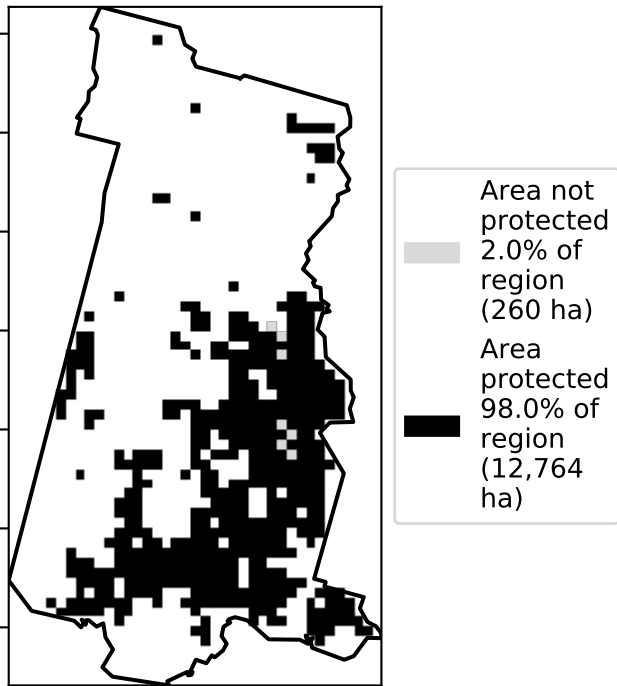 Area not
protected
2.0% of
region
(260 ha)
Area
protected
98.0% of
region
(12,764
ha)